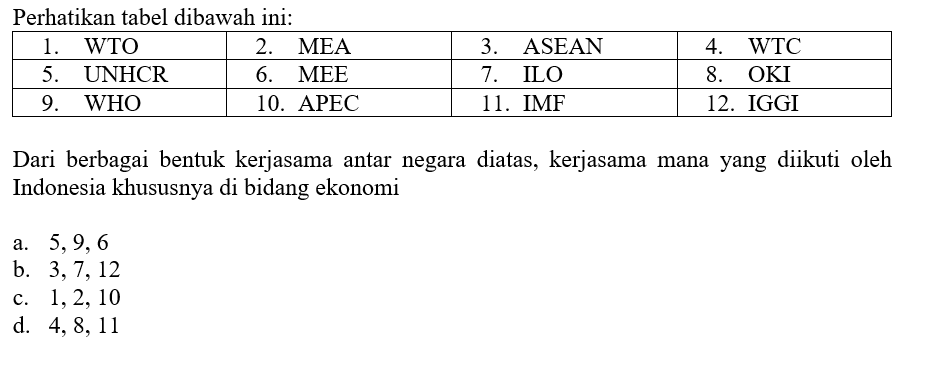 Perhatikan tabel dibawah ini:
1. WTO 2. MEA 3. ASEAN 4. WTC
5. UNHCR 6. MEE 7. ILO 8. OKI
9. WHO 10. APEC 11. IMF 12. IGGI
Dari berbagai bentuk kerjasama antar negara diatas, kerjasama mana yang diikuti oleh
Indonesia khususnya di bidang ekonomi
a. 5, 9, 6
b. 3, 7, 12
c. 1, 2, 10
d. 4, 8, 11